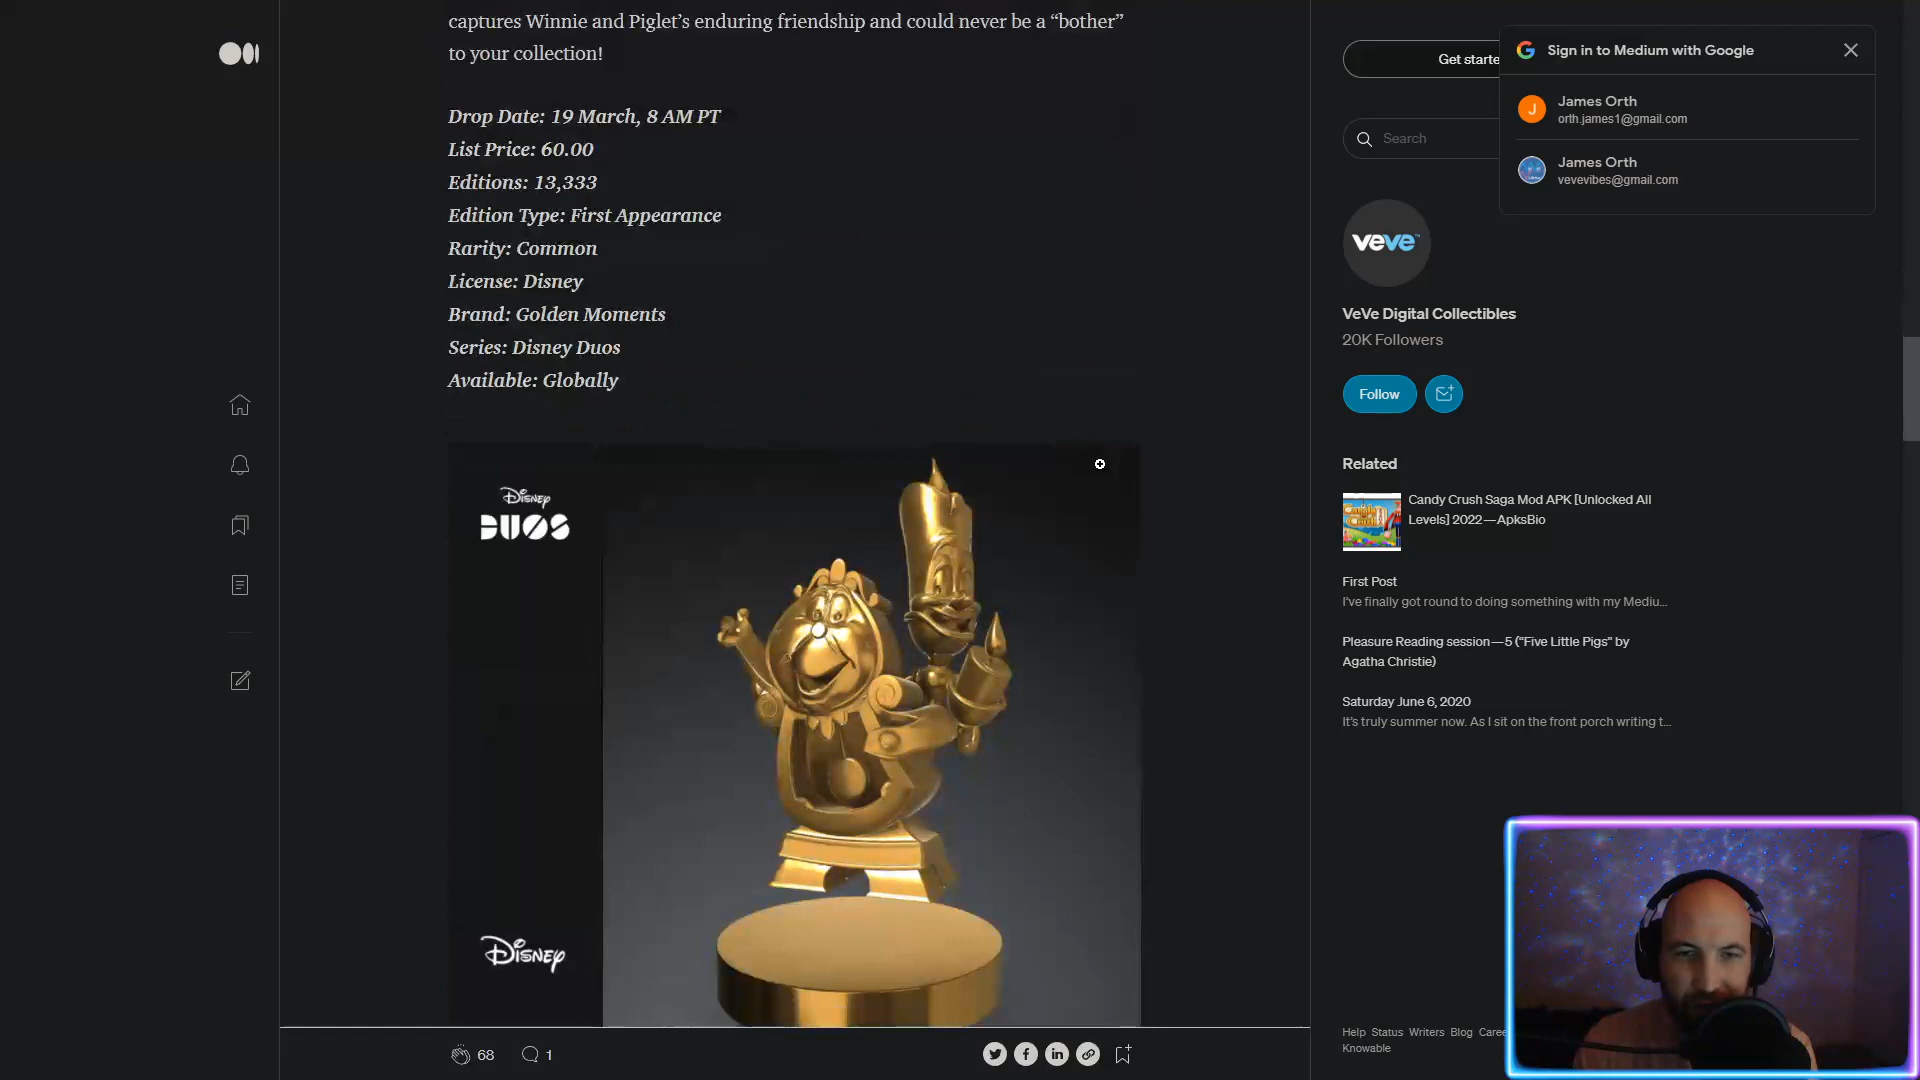 captures Winnie and Piglet’s enduring friendship and could never be a “bother”
to your collection!
Drop Date: 19 March, 8 AM PT
List Price: 60.00
Editions: 13,333
Edition Type: First Appearance
Rarity: Common
License: Disney
Brand: Golden Moments
Series: Disney Duos
Available: Globally
Disney
DUOS
Disney
68
1
Get starte
Search
Sign in to Medium with Google
J
James Orth
orth.james1@gmail.com
James Orth
vevevibes@gmail.com
veve
VeVe Digital Collectibles
20K Followers
Follow
Related
Candy Crush Saga Mod APK [Unlocked All
Levels] 2022—ApksBio
First Post
I've finally got round to doing something with my Mediu...
Pleasure Reading session—5 (“Five Little Pigs” by
Agatha Christie)
Saturday June 6, 2020
It's truly summer now. As I sit on the front porch writing t...
Help Status Writers Blog Caree
Knowable